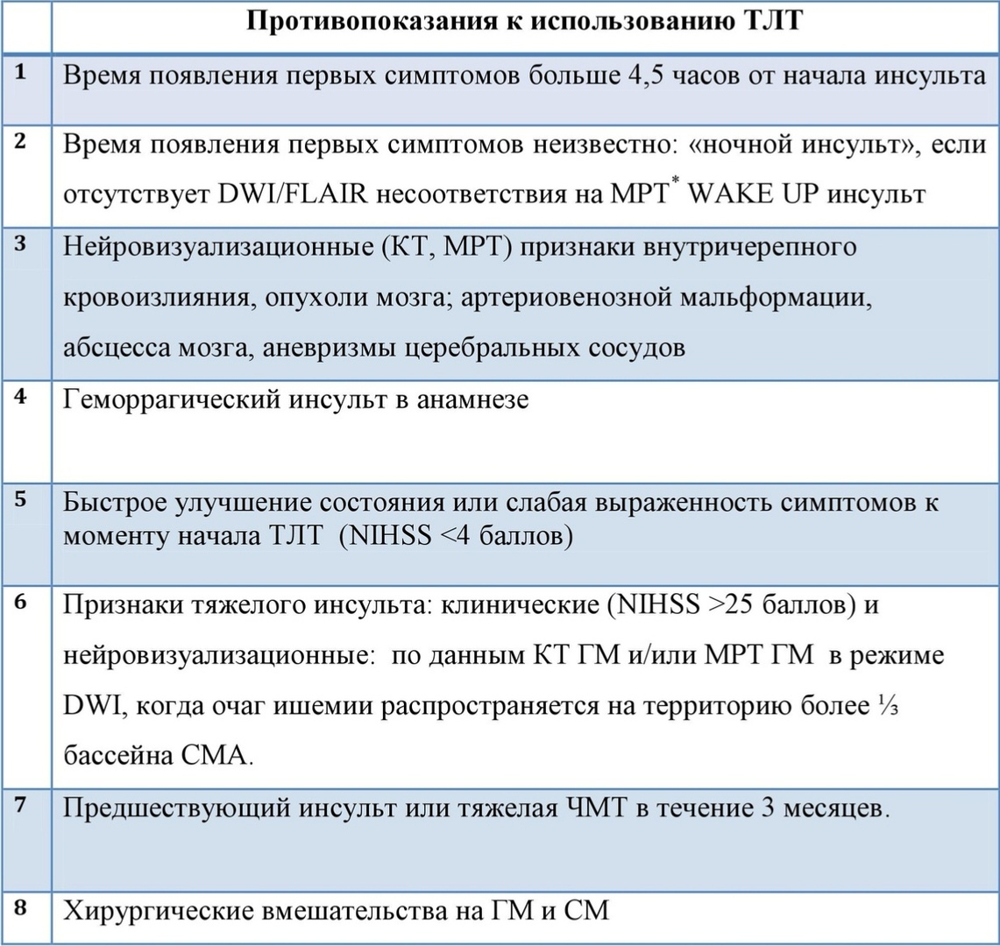 Противопоказания к использованию ТЛТ
1 Время появления первых симптомов больше 4,5 часов от начала инсульта
2 Время появления первых симптомов неизвестно: «ночной инсульт», если
отсутствует DWI/FLAIR несоответствия на МРТ* WAKE UP инсульт
3 Нейровизуализационные (КТ, МРТ) признаки внутричерепного
кровоизлияния, опухоли мозга; артериовенозной мальформации,
абсцесса мозга, аневризмы церебральных сосудов
4 Геморрагический инсульт в анамнезе
5 Быстрое улучшение состояния или слабая выраженность симптомов к
моменту начала ТЛТ (NIHSS <4 баллов)
6 Признаки тяжелого инсульта: клинические (NIHSS >25 баллов) и
нейровизуализационные: по данным КТ ГМ и/или МРТ ГМ в режиме
DWI, когда очаг ишемии распространяется на территорию более ⅓
бассейна СМА.
7 Предшествующий инсульт или тяжелая ЧМТ в течение 3 месяцев.
8 Хирургические вмешательства на ГМ и СМ